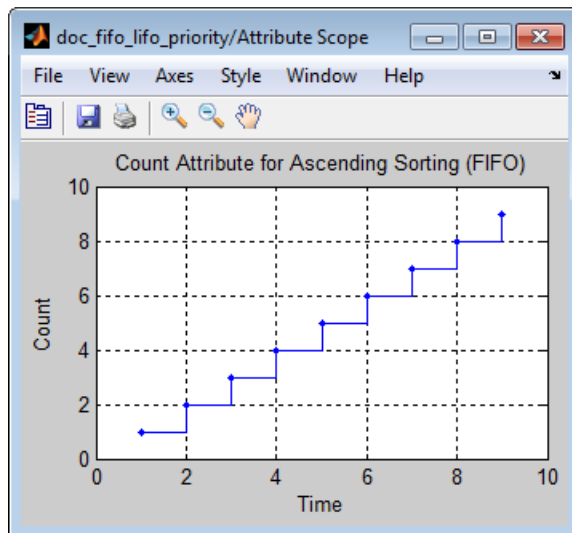 doc_fifo_lifo_priority/Attribute Scope
File View Axes Style Window Help
Count Attribute for Ascending Sorting (FIFO)
10
8
6
4
2
0
Count
0 2 4 6 8 10
Time